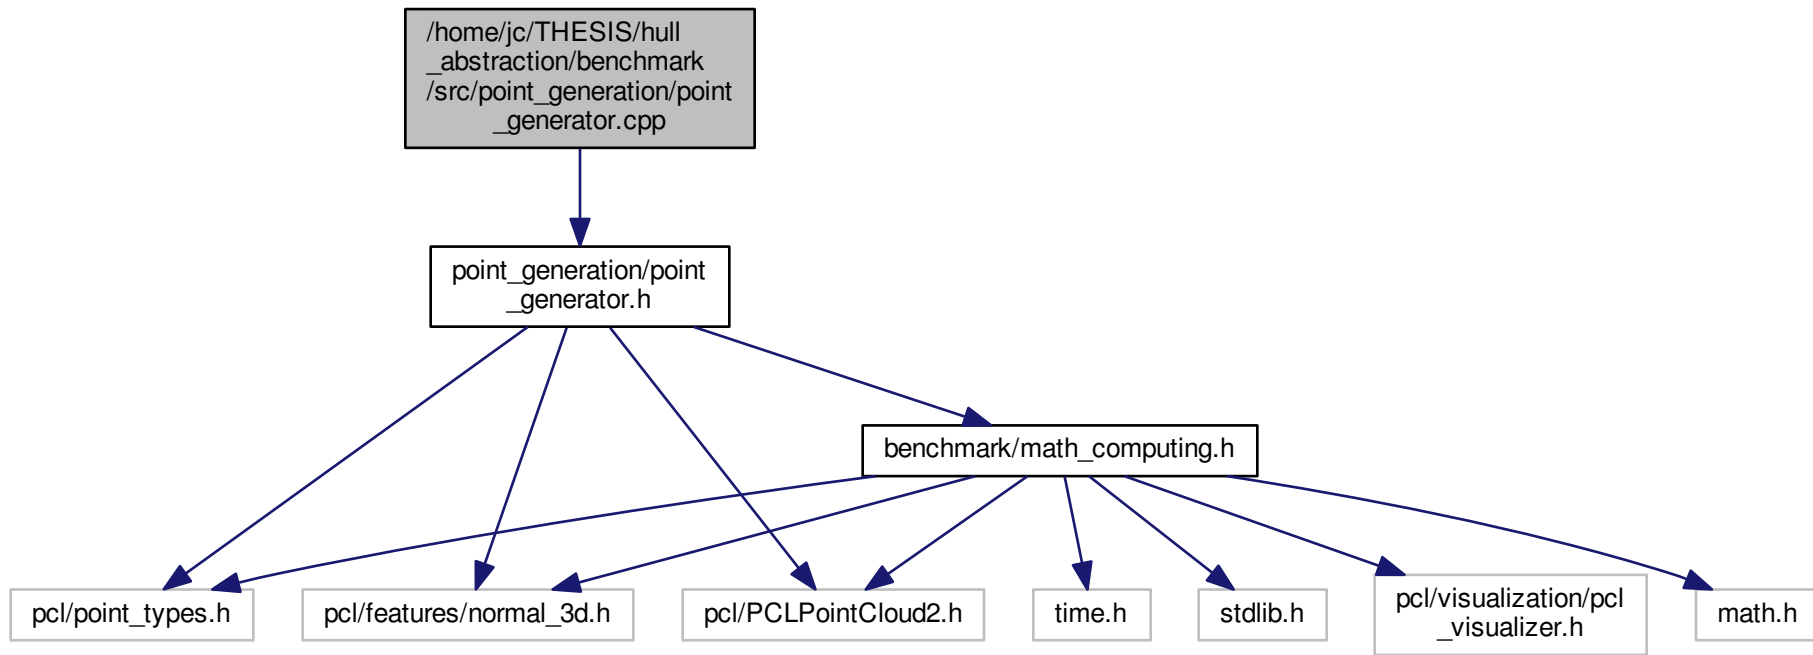 /home/jc/THESIS/hull
_abstraction/benchmark
/src/point_generation/point
_generator.cpp
point_generation/point
_generator.h
benchmark/math_computing.h
pcl/point_types.h
pcl/features/normal_3d.h
pcl/PCLPointCloud2.h
time.h
stdlib.h
pcl/visualization/pcl
_visualizer.h
math.h